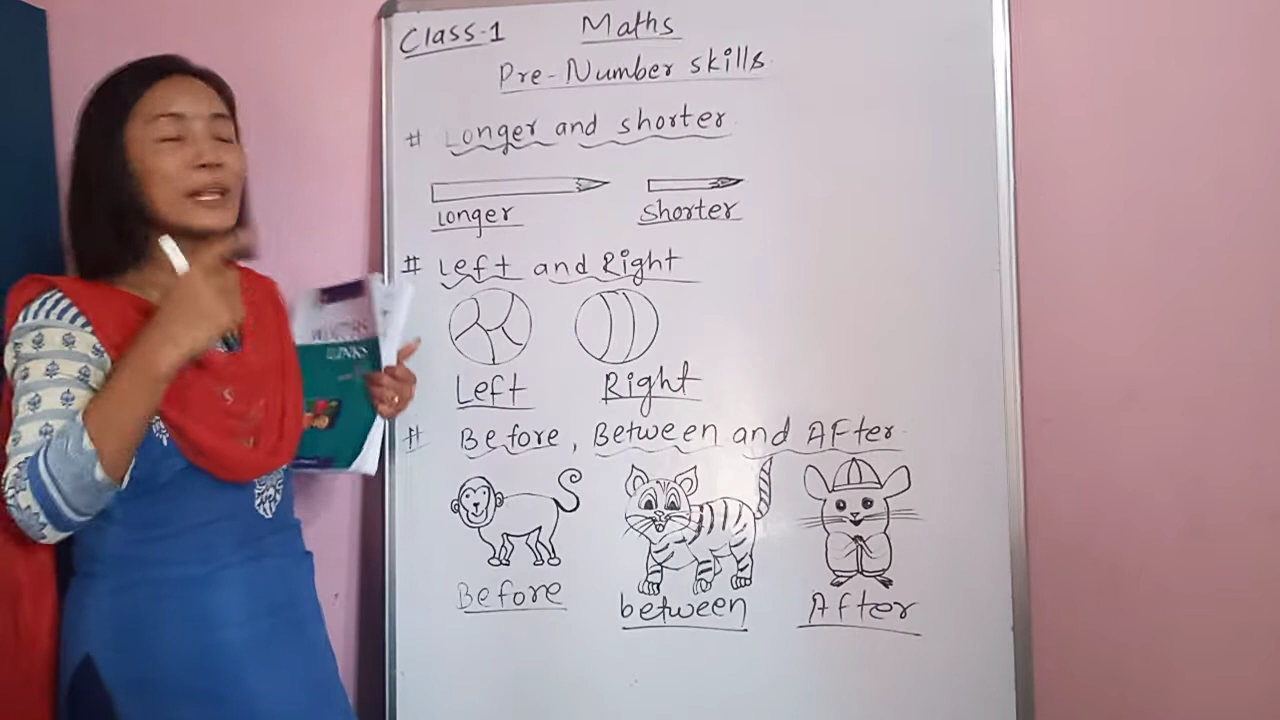 Class-1 Maths
Pre-Number skills
# Longer and shorter
Longer shorter
# Left and Right
Left Right
# Before, Between and After
Before between After